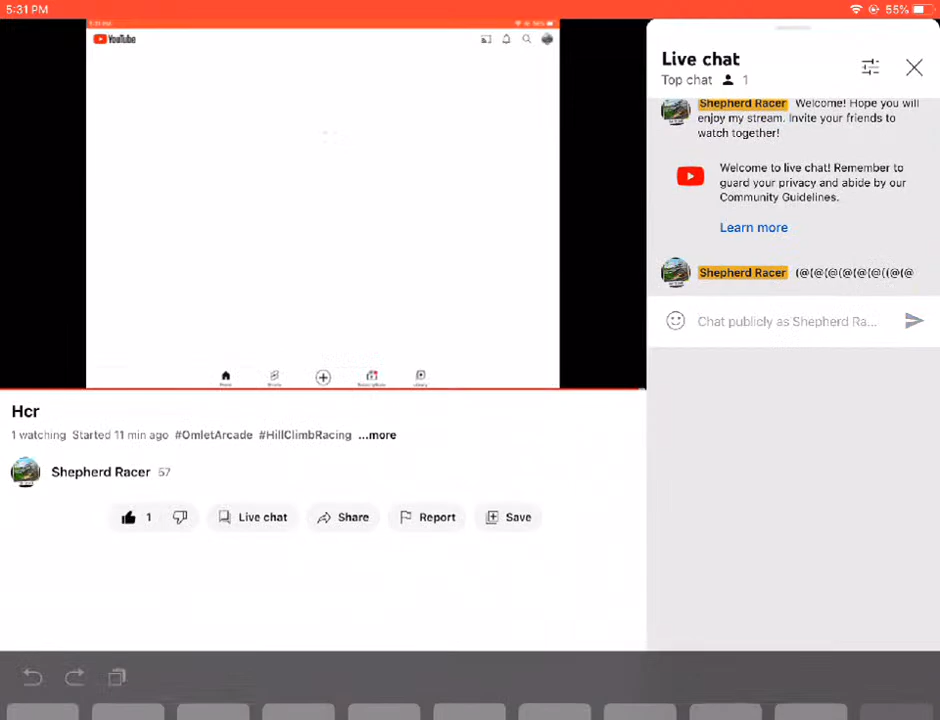 5:31 PM
55%
YouTube
Live chat
Top chat 1
Shepherd Racer Welcome! Hope you will
enjoy my stream. Invite your friends to
watch together!
Welcome to live chat! Remember to
guard your privacy and abide by our
Community Guidelines.
Learn more
Shepherd Racer (@(@(@(@(@(@((@(@
Chat publicly as Shepherd Ra...
Hcr
1 watching Started 11 min ago #OmletArcade #HillClimbRacing ...more
Shepherd Racer 57
1
Live chat
Share
Report
Save